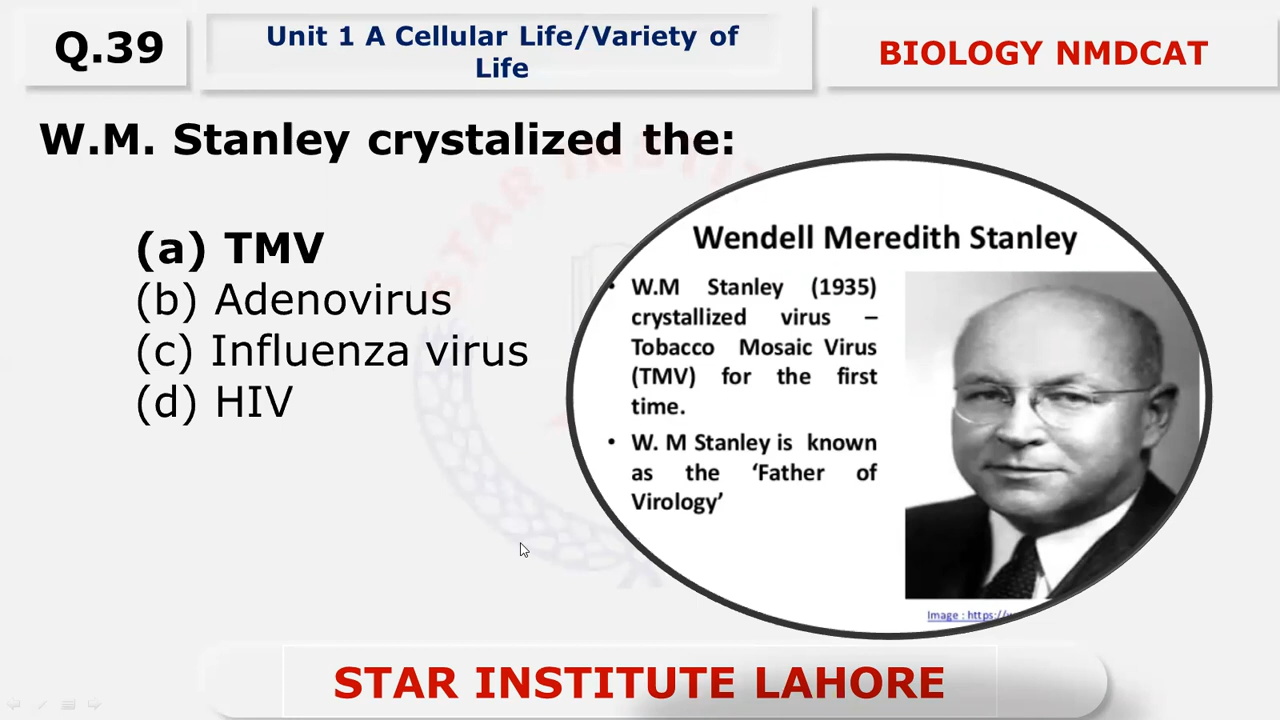 Q.39
Unit 1 A Cellular Life/Variety of
Life
BIOLOGY NMDCAT
W.M. Stanley crystalized the:
(a) TMV
(b) Adenovirus
(c) Influenza virus
(d) HIV
Wendell Meredith Stanley
• W.M Stanley (1935)
crystallized virus –
Tobacco Mosaic Virus
(TMV) for the first
time.
• W. M Stanley is known
as the ‘Father of
Virology’
Image : https://
STAR INSTITUTE LAHORE